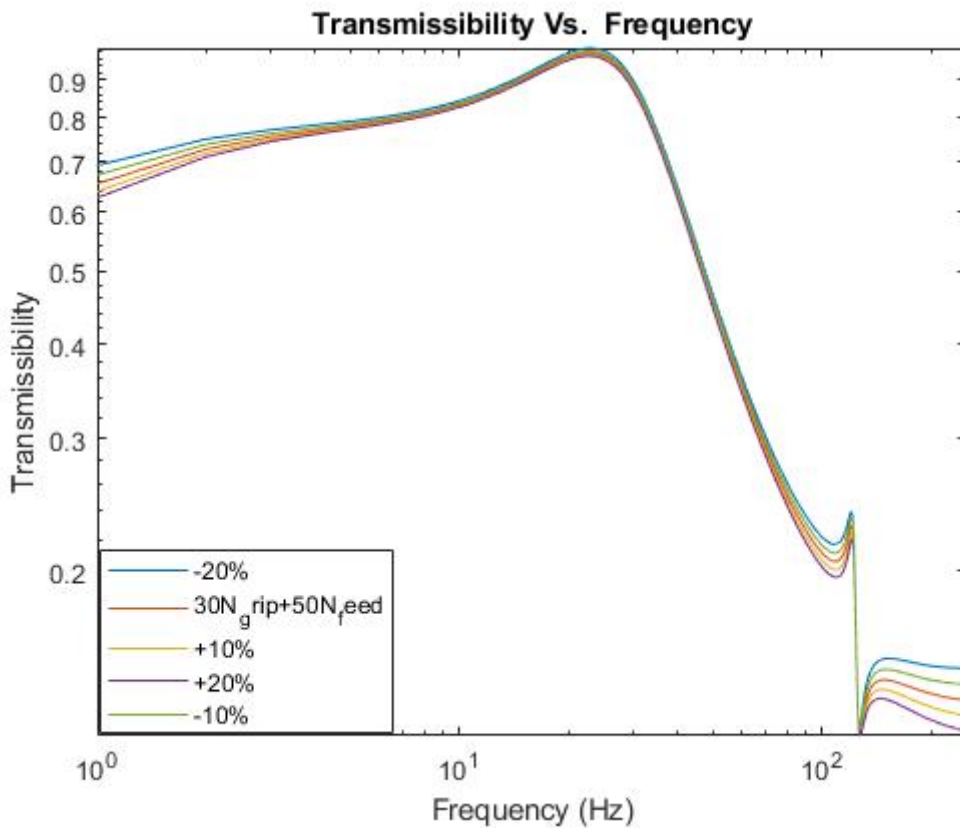 Transmissibility Vs. Frequency
Transmissibility
0.9
0.8
0.7
0.6
0.5
0.4
0.3
0.2
-20%
30N_grip+50N_feed
+10%
+20%
-10%
10^0 10^1 10^2
Frequency (Hz)